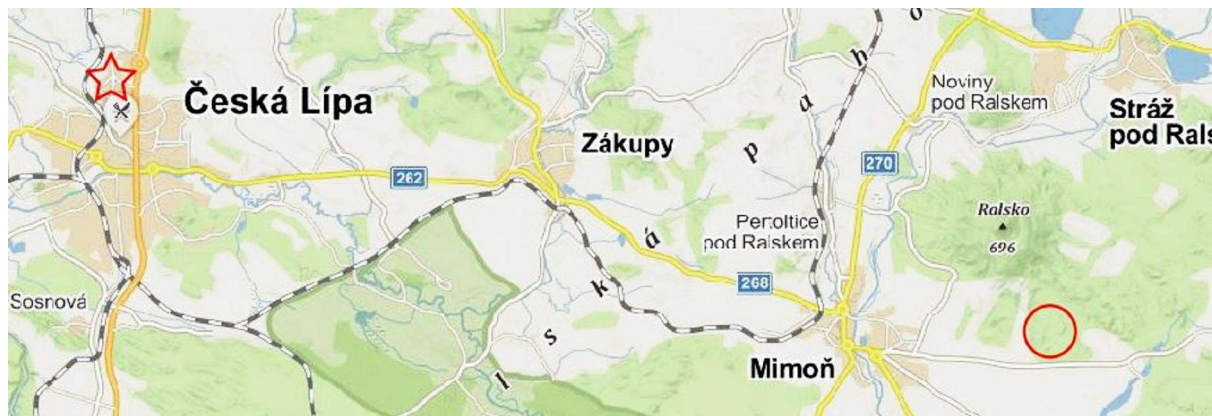 Česká Lípa
262
Zákupy
Sosnová
268
270
Noviny
pod Ralskem
Stráž
pod Rals
Ralsko
696
Pertoltice
pod Ralskem
Mimoň
l s k á p a h o